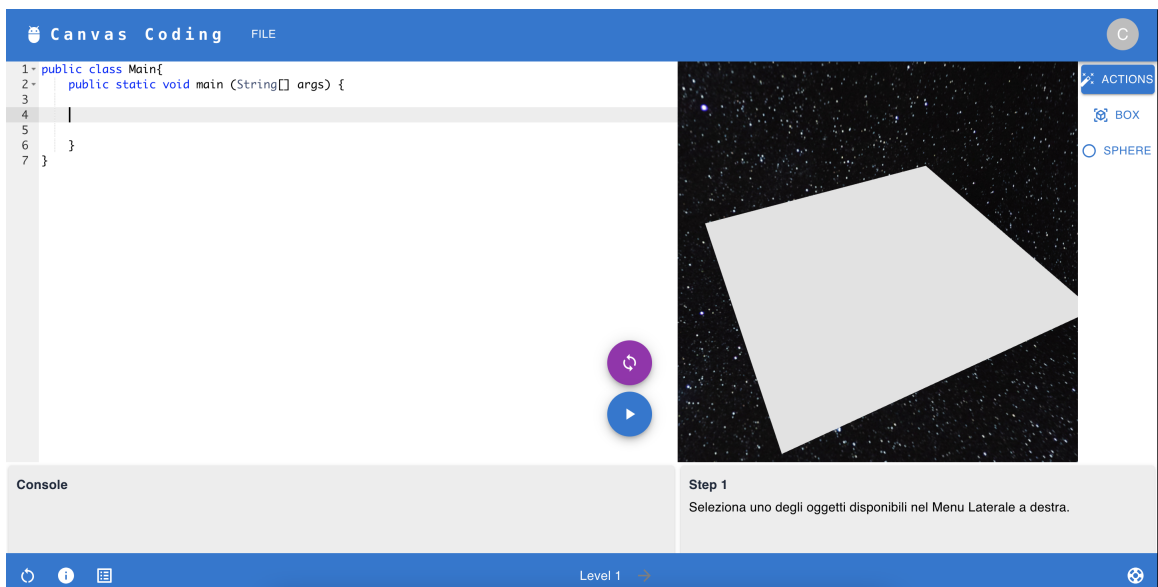 Canvas Coding FILE C
1 public class Main{
2 public static void main (String[] args) {
3
4
5
6 }
7 }
ACTIONS
BOX
SPHERE
Console
Step 1
Seleziona uno degli oggetti disponibili nel Menu Laterale a destra.
Level 1 →